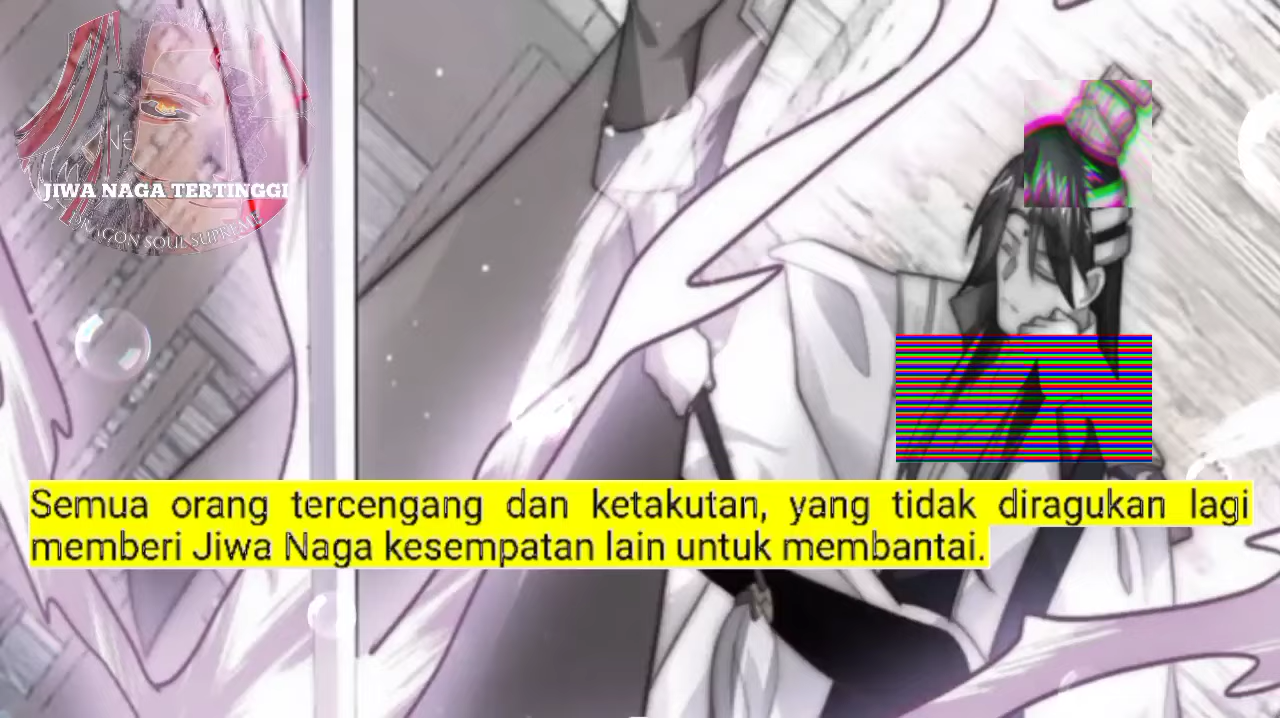 JIWA NAGA TERTINGGI
DRAGON SOUL SUPREME
Semua orang tercengang dan ketakutan, yang tidak diragukan lagi
memberi Jiwa Naga kesempatan lain untuk membantai.